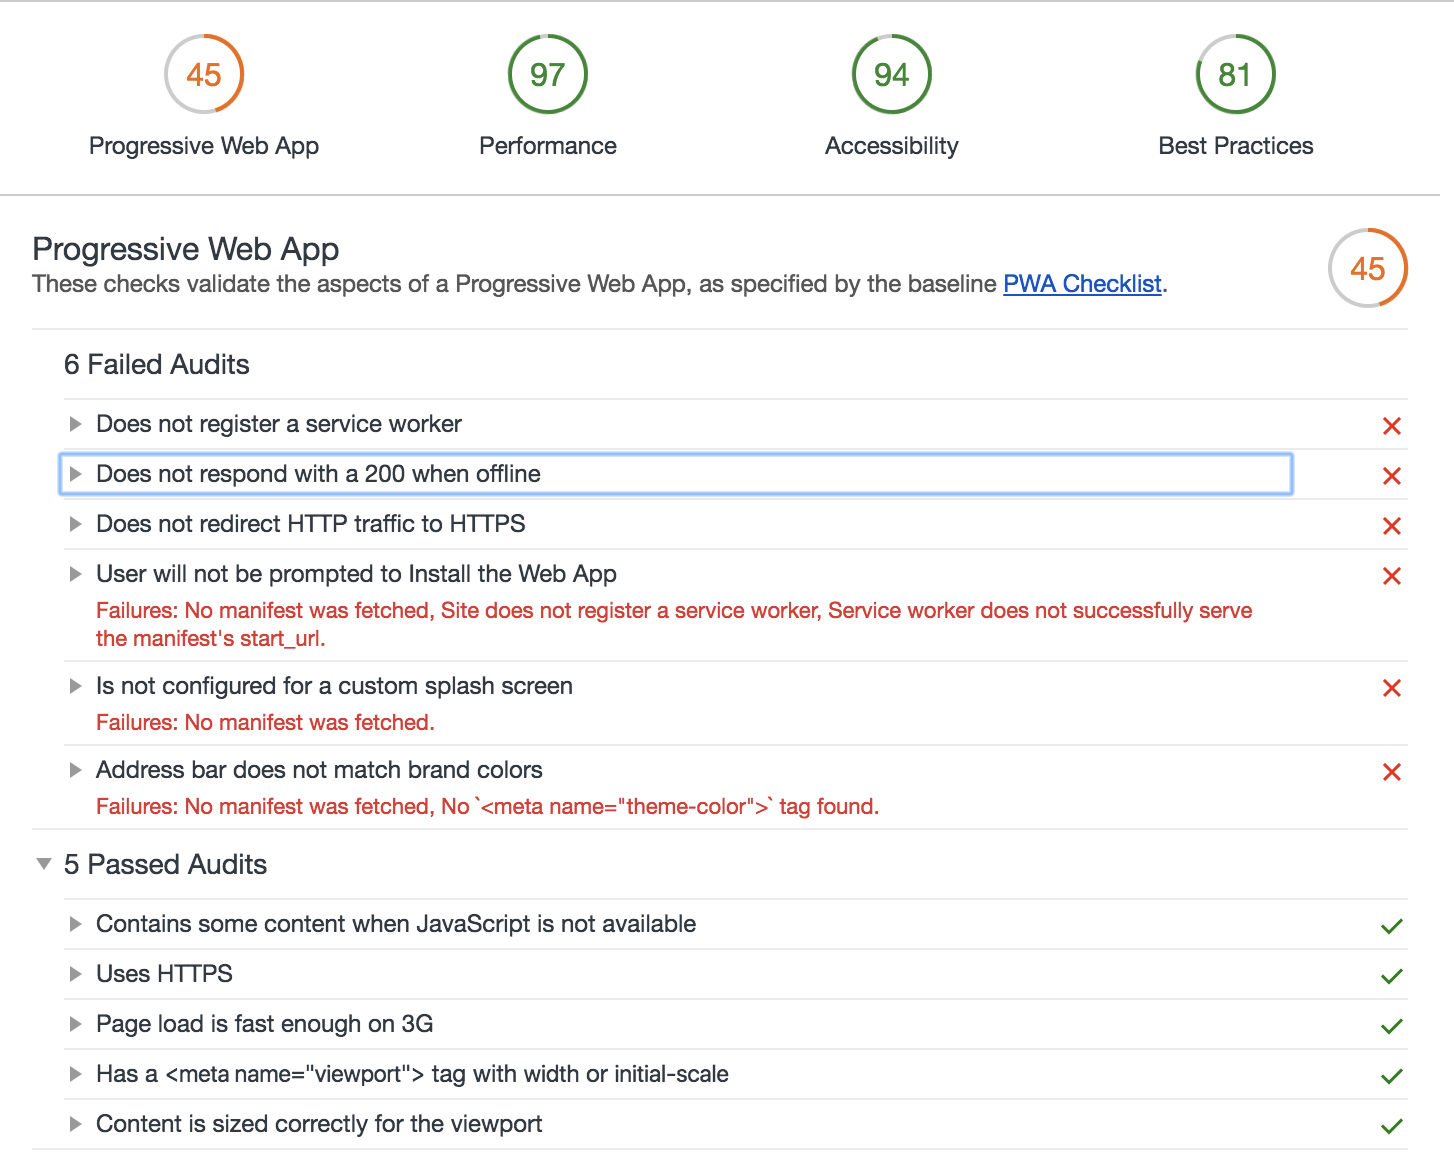 45
97
94
81
Progressive Web App
Performance
Accessibility
Best Practices
Progressive Web App
These checks validate the aspects of a Progressive Web App, as specified by the baseline PWA Checklist.
45
6 Failed Audits
Does not register a service worker
Does not respond with a 200 when offline
Does not redirect HTTP traffic to HTTPS
User will not be prompted to Install the Web App
Failures: No manifest was fetched, Site does not register a service worker, Service worker does not successfully serve
the manifest's start_url.
Is not configured for a custom splash screen
Failures: No manifest was fetched.
Address bar does not match brand colors
Failures: No manifest was fetched, No `<meta name="theme-color">` tag found.
5 Passed Audits
Contains some content when JavaScript is not available
Uses HTTPS
Page load is fast enough on 3G
Has a <meta name="viewport"> tag with width or initial-scale
Content is sized correctly for the viewport